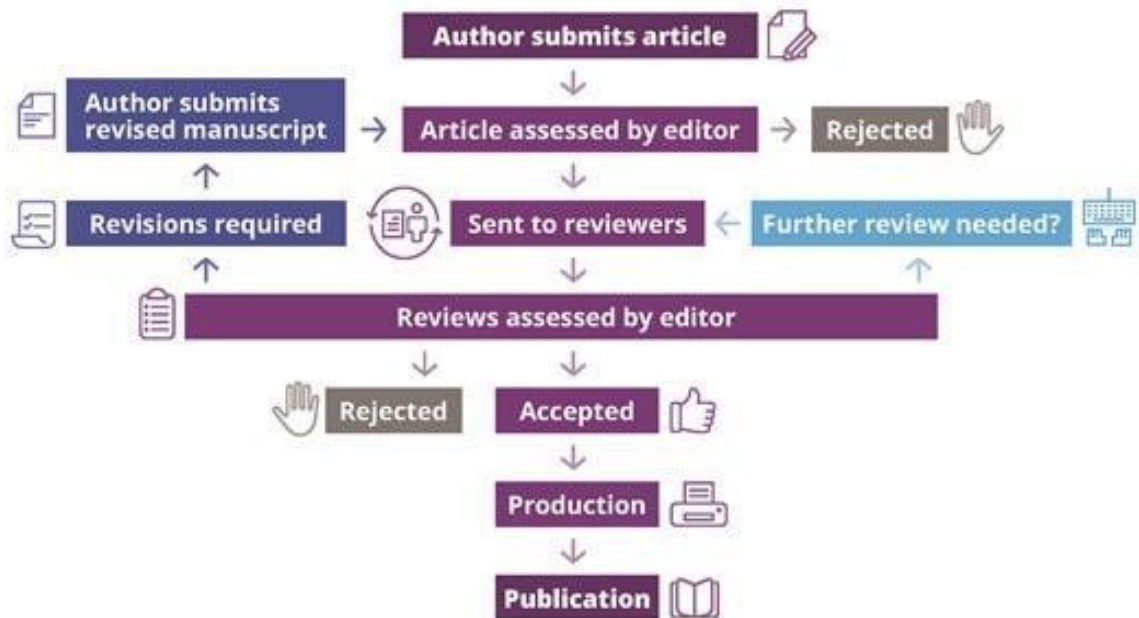 Author submits article
Author submits
revised manuscript
Article assessed by editor
Rejected
Revisions required
Sent to reviewers
Further review needed?
Reviews assessed by editor
Rejected
Accepted
Production
Publication